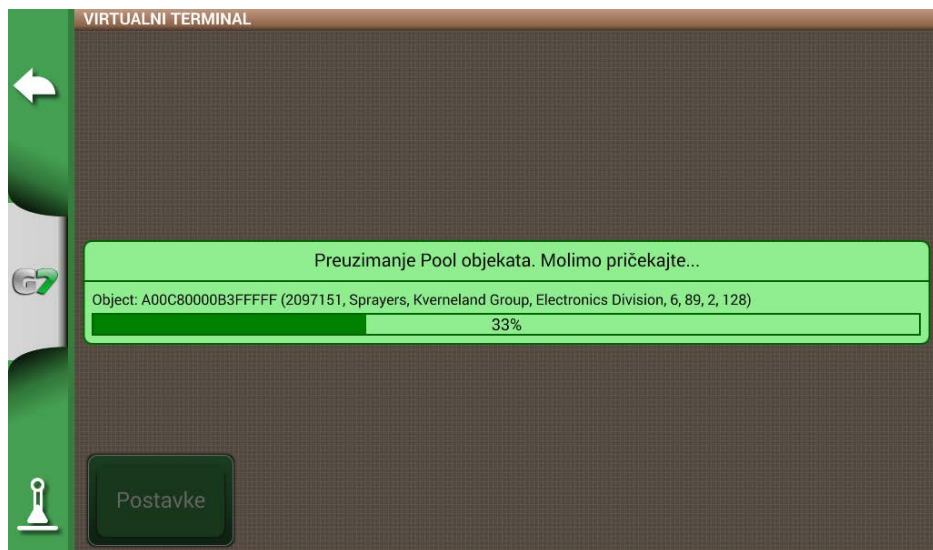 VIRTUALNI TERMINAL
G7
Preuzimanje Pool objekata. Molimo pričekajte...
Object: A00C80000B3FFFFF (2097151, Sprayers, Kverneland Group, Electronics Division, 6, 89, 2, 128)
33%
Postavke